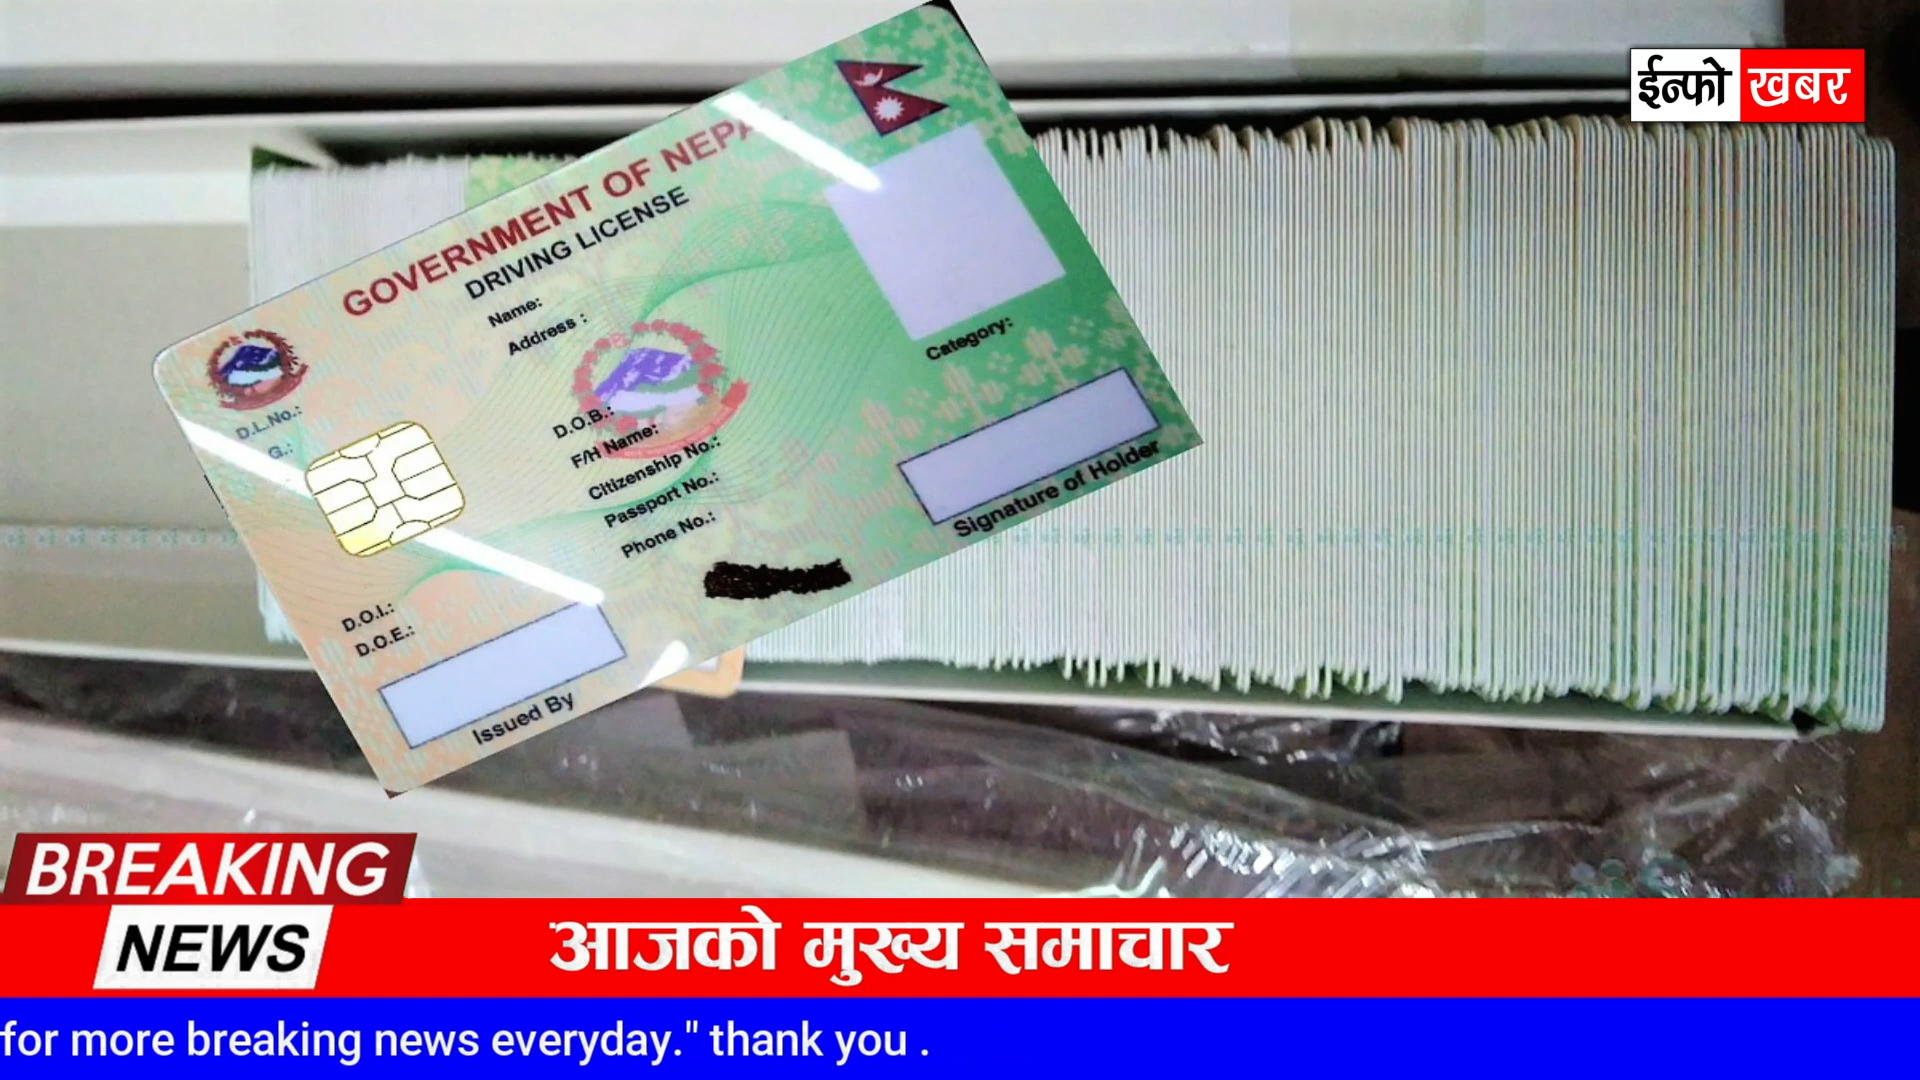 ईन्फो खबर
GOVERNMENT OF NEPA
DRIVING LICENSE
Name:
Address :
D.L.No.:
G.:
D.O.B.:
F/H Name:
Citizenship No.:
Passport No.:
Phone No.:
Category:
Signature of Holder
D.O.I.:
D.O.E.:
Issued By
BREAKING
NEWS
आजको मुख्य समाचार
for more breaking news everyday." thank you .